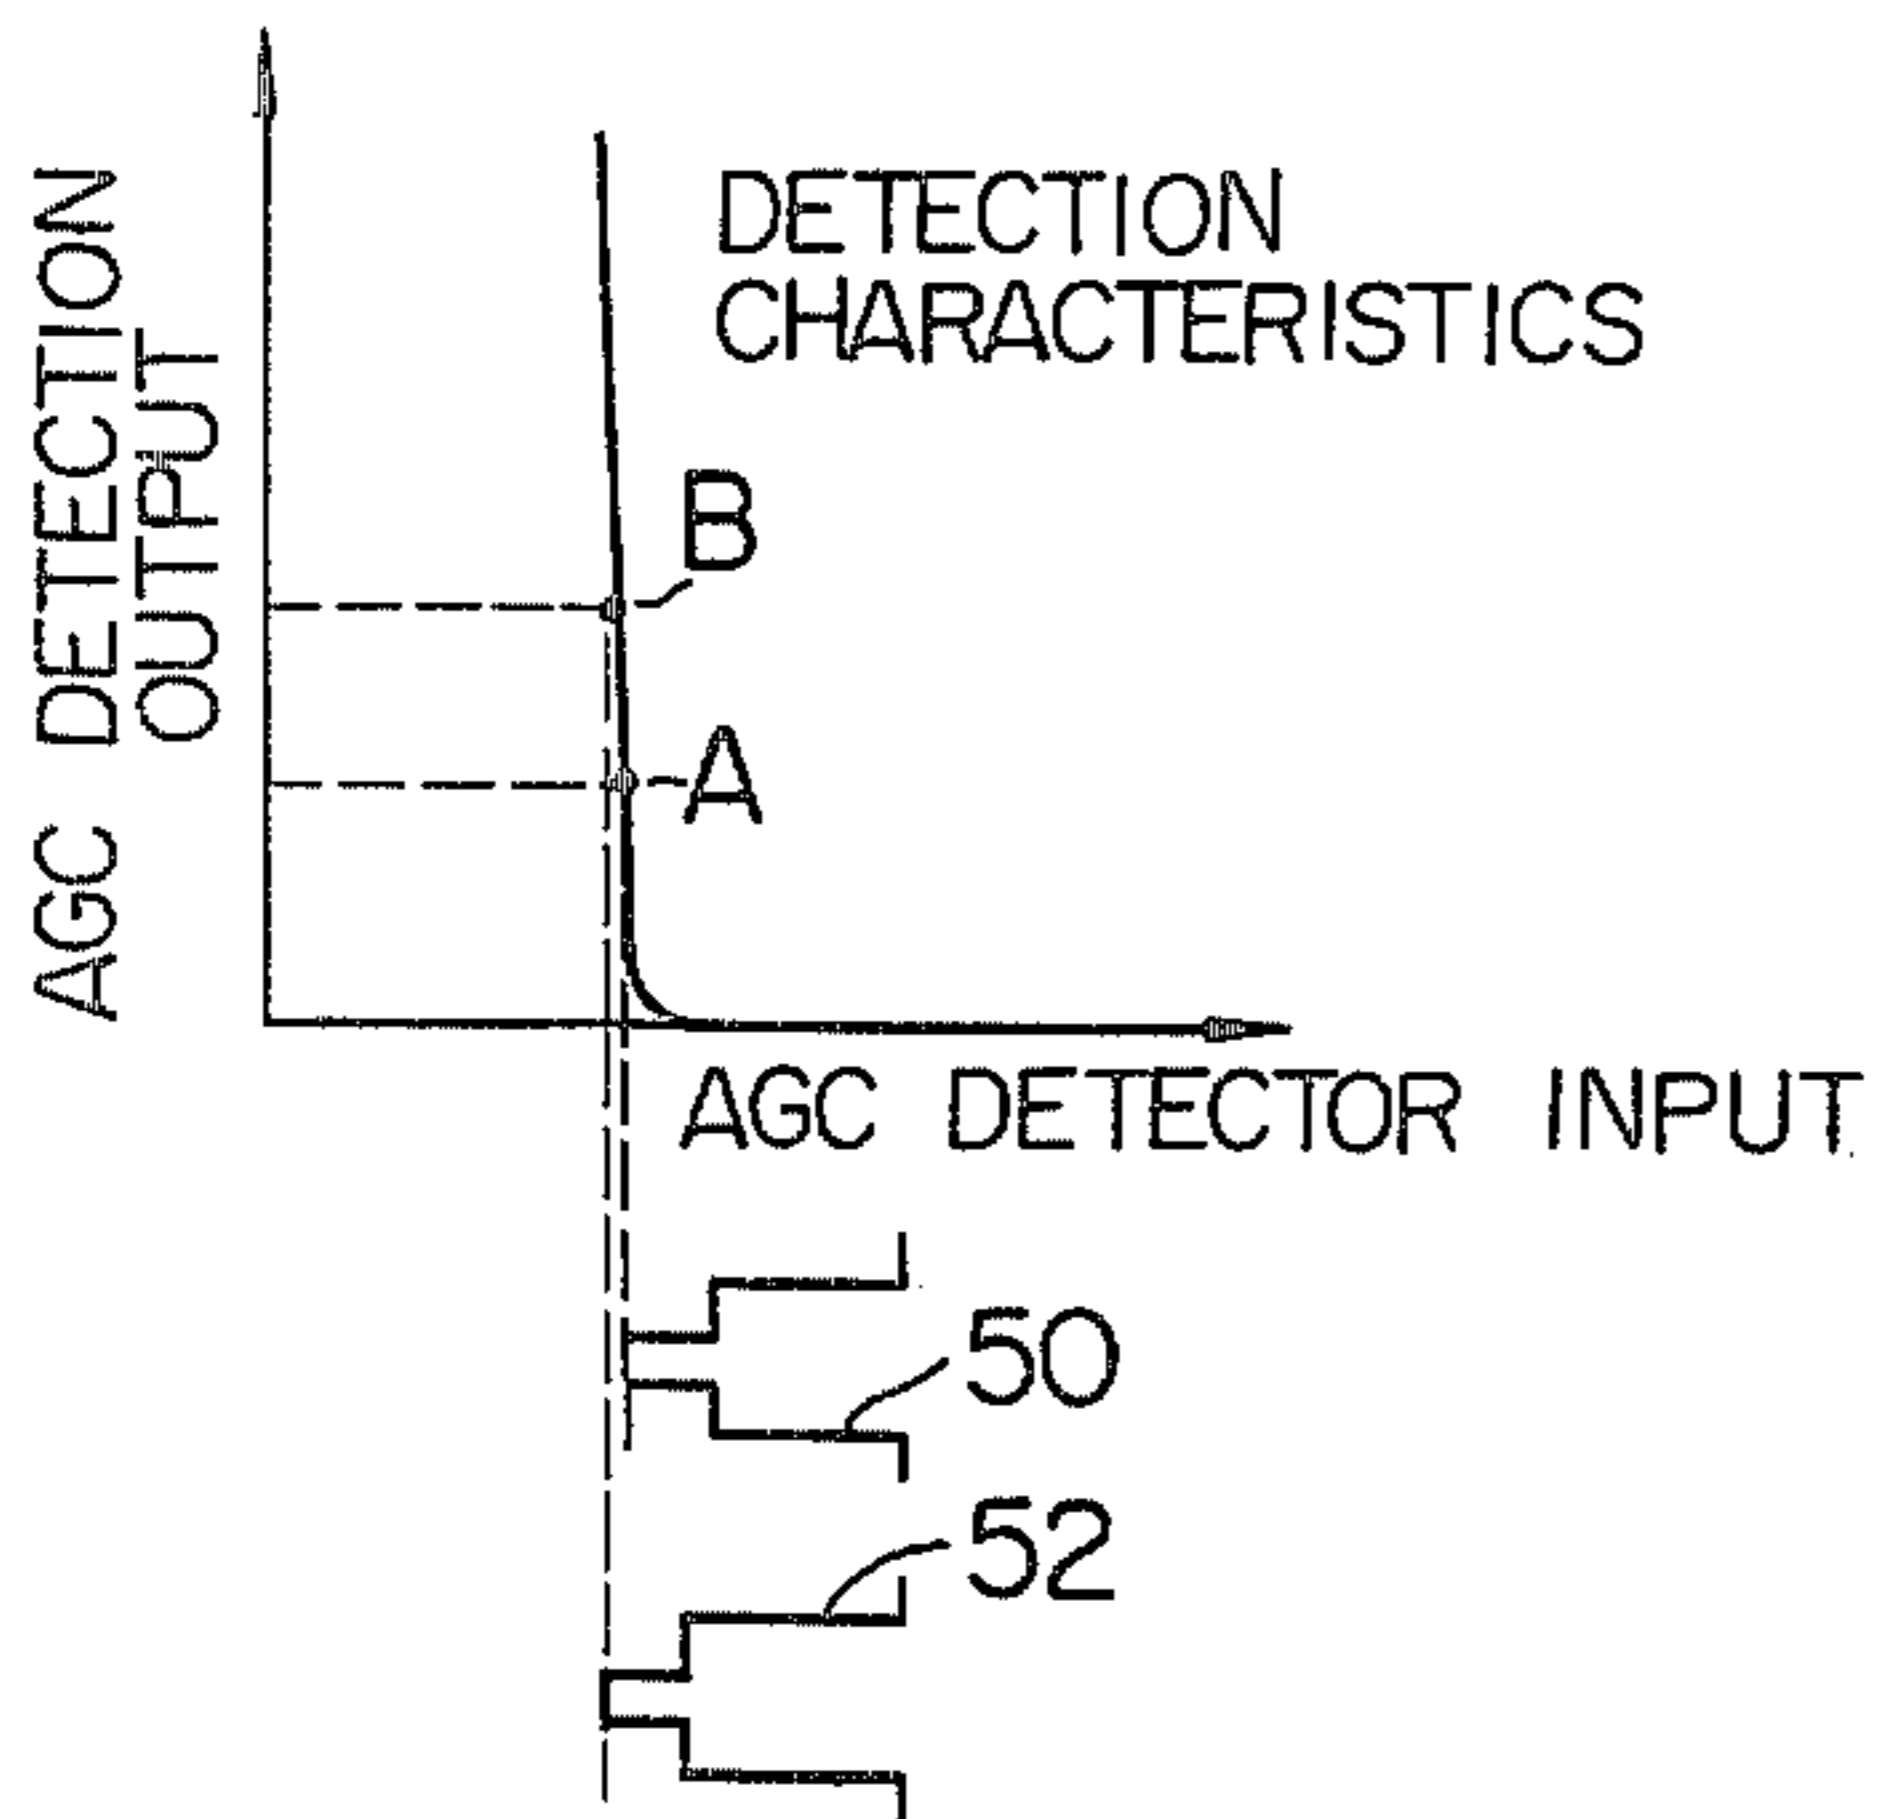 AGC DETECTION
OUTPUT
DETECTION
CHARACTERISTICS
B
A
AGC DETECTOR INPUT
50
52